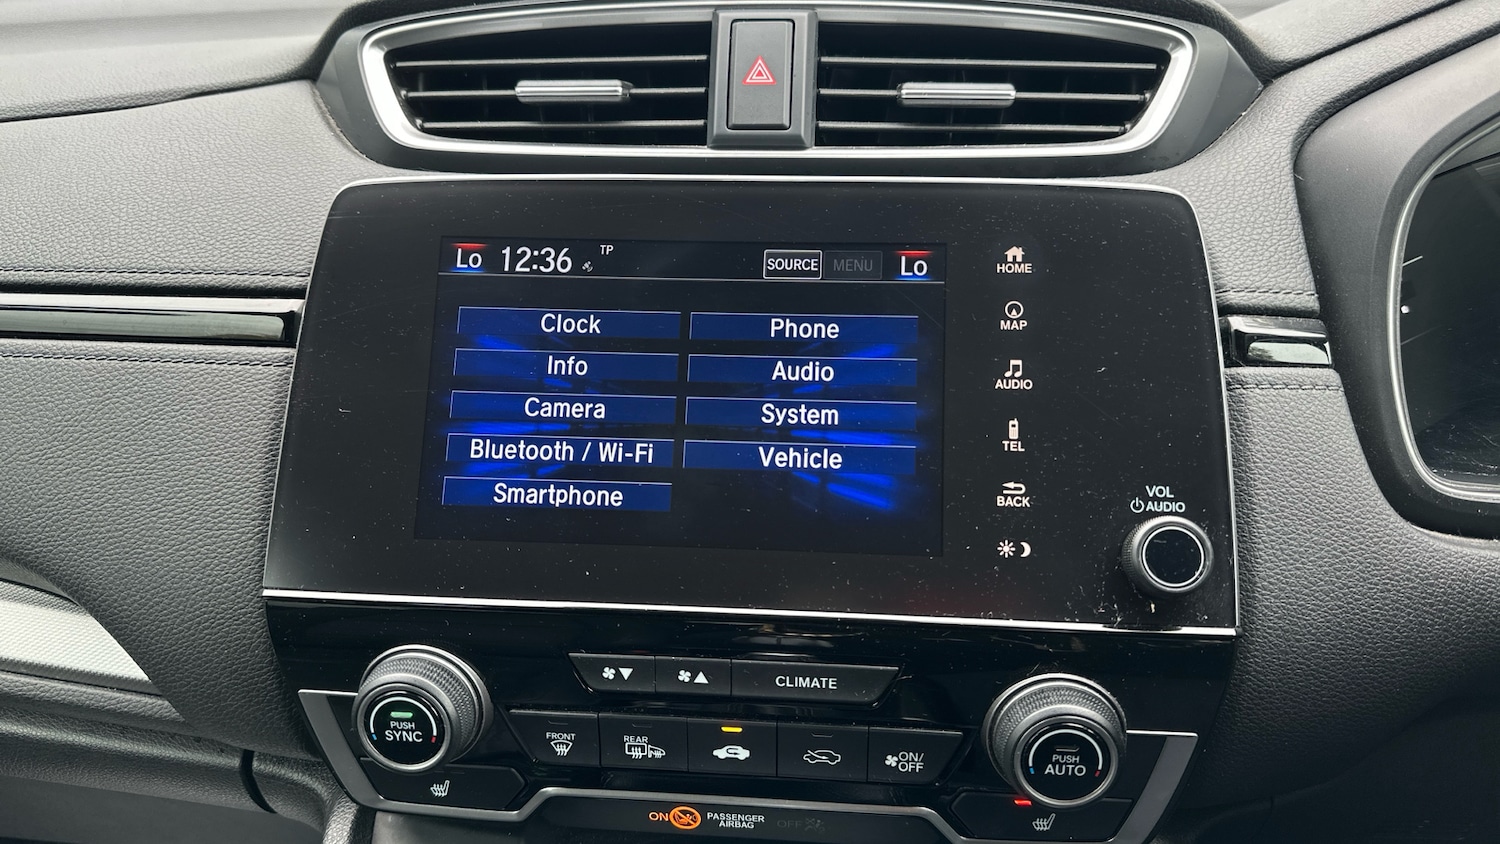 Lo 12:36 TP SOURCE MENU Lo
Clock
Phone
Info
Audio
Camera
System
Bluetooth / Wi-Fi
Vehicle
Smartphone
HOME
MAP
AUDIO
TEL
BACK
VOL
AUDIO
CLIMATE
PUSH
SYNC
FRONT
REAR
ON/
OFF
PUSH
AUTO
ON
PASSENGER
AIRBAG
OFF